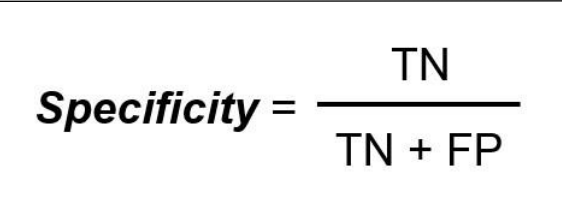 TN
Specificity =
TN + FP